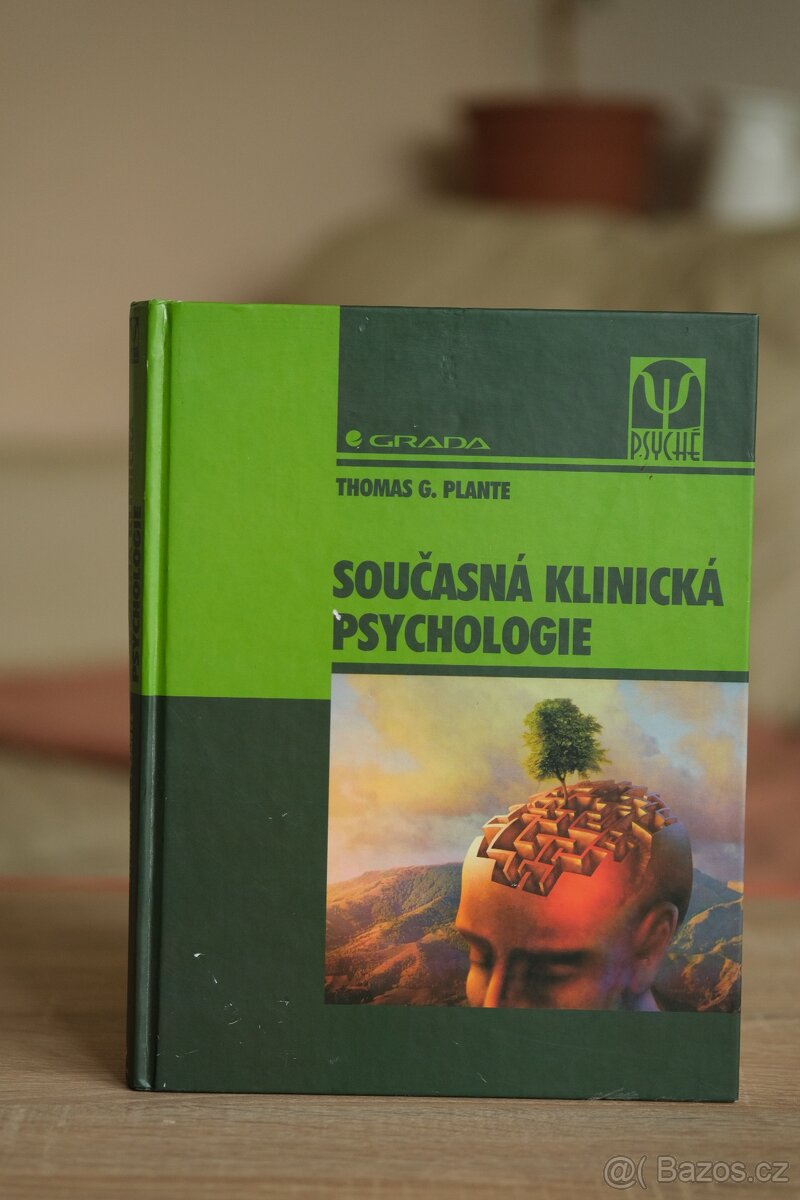 GRADA
PSYCHÉ
THOMAS G. PLANTE
SOUČASNÁ KLINICKÁ
PSYCHOLOGIE
PSYCHOLOGIE
@( Bazos.cz